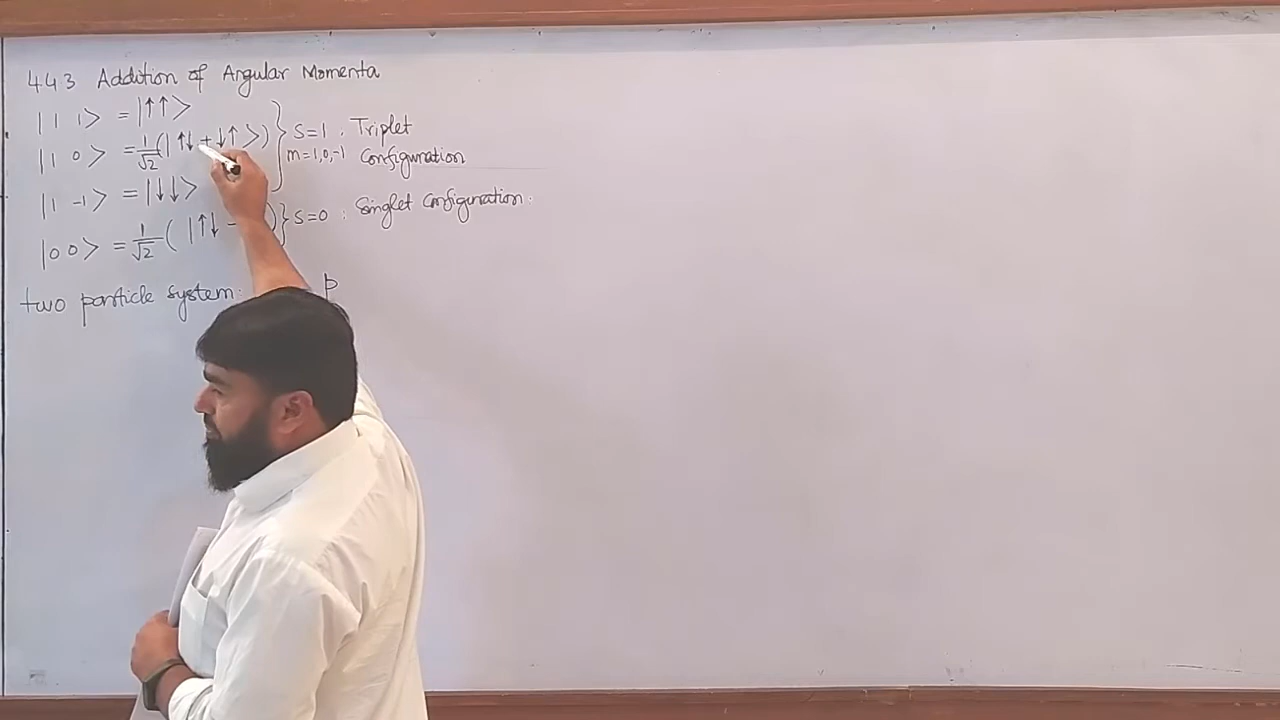 4.4.3 Addition of Angular Momenta
|1 1> = |↑↑>
|1 0> = 1/√2 (|↑↓ + ↓↑>) } S=1 . Triplet
m=1,0,-1 Configuration
|1 -1> = |↓↓>
|0 0> = 1/√2 ( |↑↓ - ) } S=0 : Singlet Configuration.
two particle system: P